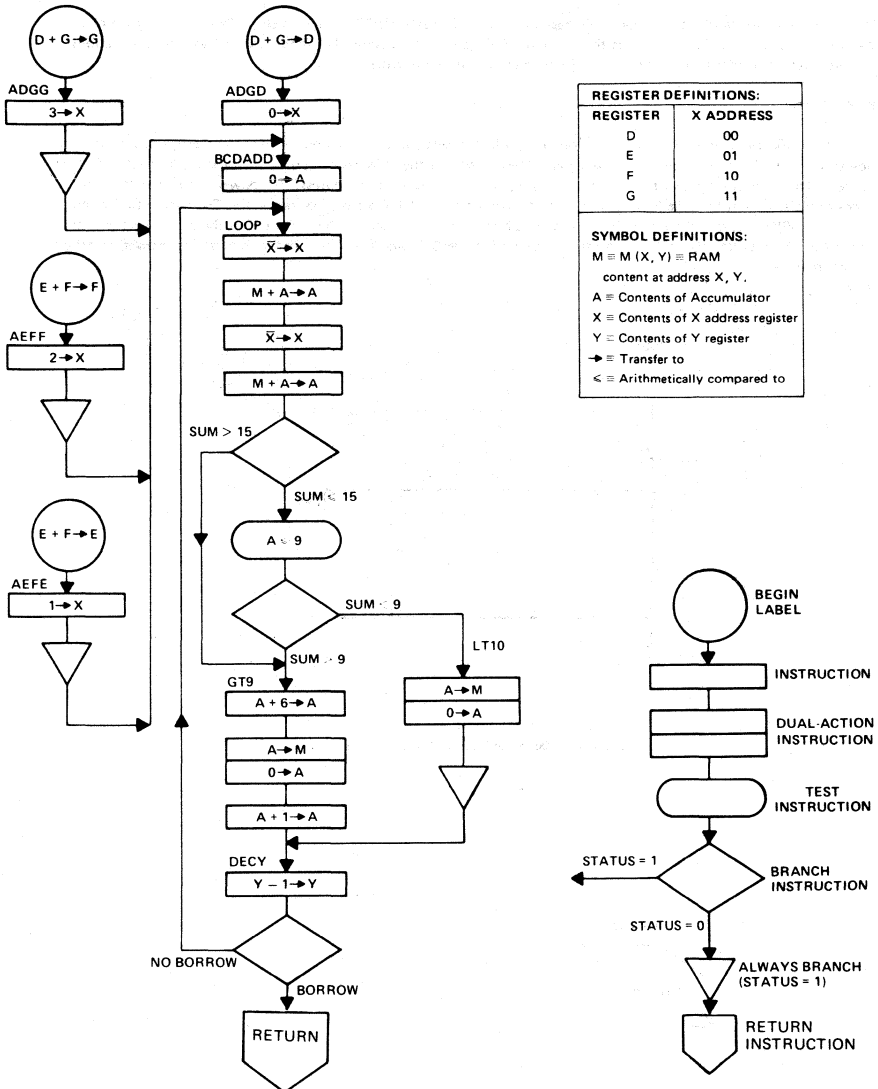 D + G → G
ADGG
3 → X
E + F → F
AEFF
2 → X
E + F → E
AEFE
1 → X
D + G → D
ADGD
0 → X
BCDADD
0 → A
LOOP
X̅ → X
M + A → A
X̅ → X
M + A → A
SUM > 15
SUM ≤ 15
A ≤ 9
SUM ≤ 9
LT10
A → M
0 → A
SUM > 9
GT9
A + 6 → A
A → M
0 → A
A + 1 → A
DECY
Y − 1 → Y
NO BORROW
BORROW
RETURN
REGISTER DEFINITIONS:
REGISTER X ADDRESS
D 00
E 01
F 10
G 11
SYMBOL DEFINITIONS:
M ≡ M (X, Y) ≡ RAM
content at address X, Y.
A ≡ Contents of Accumulator
X ≡ Contents of X address register
Y ≡ Contents of Y register
→ ≡ Transfer to
≤ ≡ Arithmetically compared to
BEGIN
LABEL
INSTRUCTION
DUAL-ACTION
INSTRUCTION
TEST
INSTRUCTION
STATUS = 1
BRANCH
INSTRUCTION
STATUS = 0
ALWAYS BRANCH
(STATUS = 1)
RETURN
INSTRUCTION